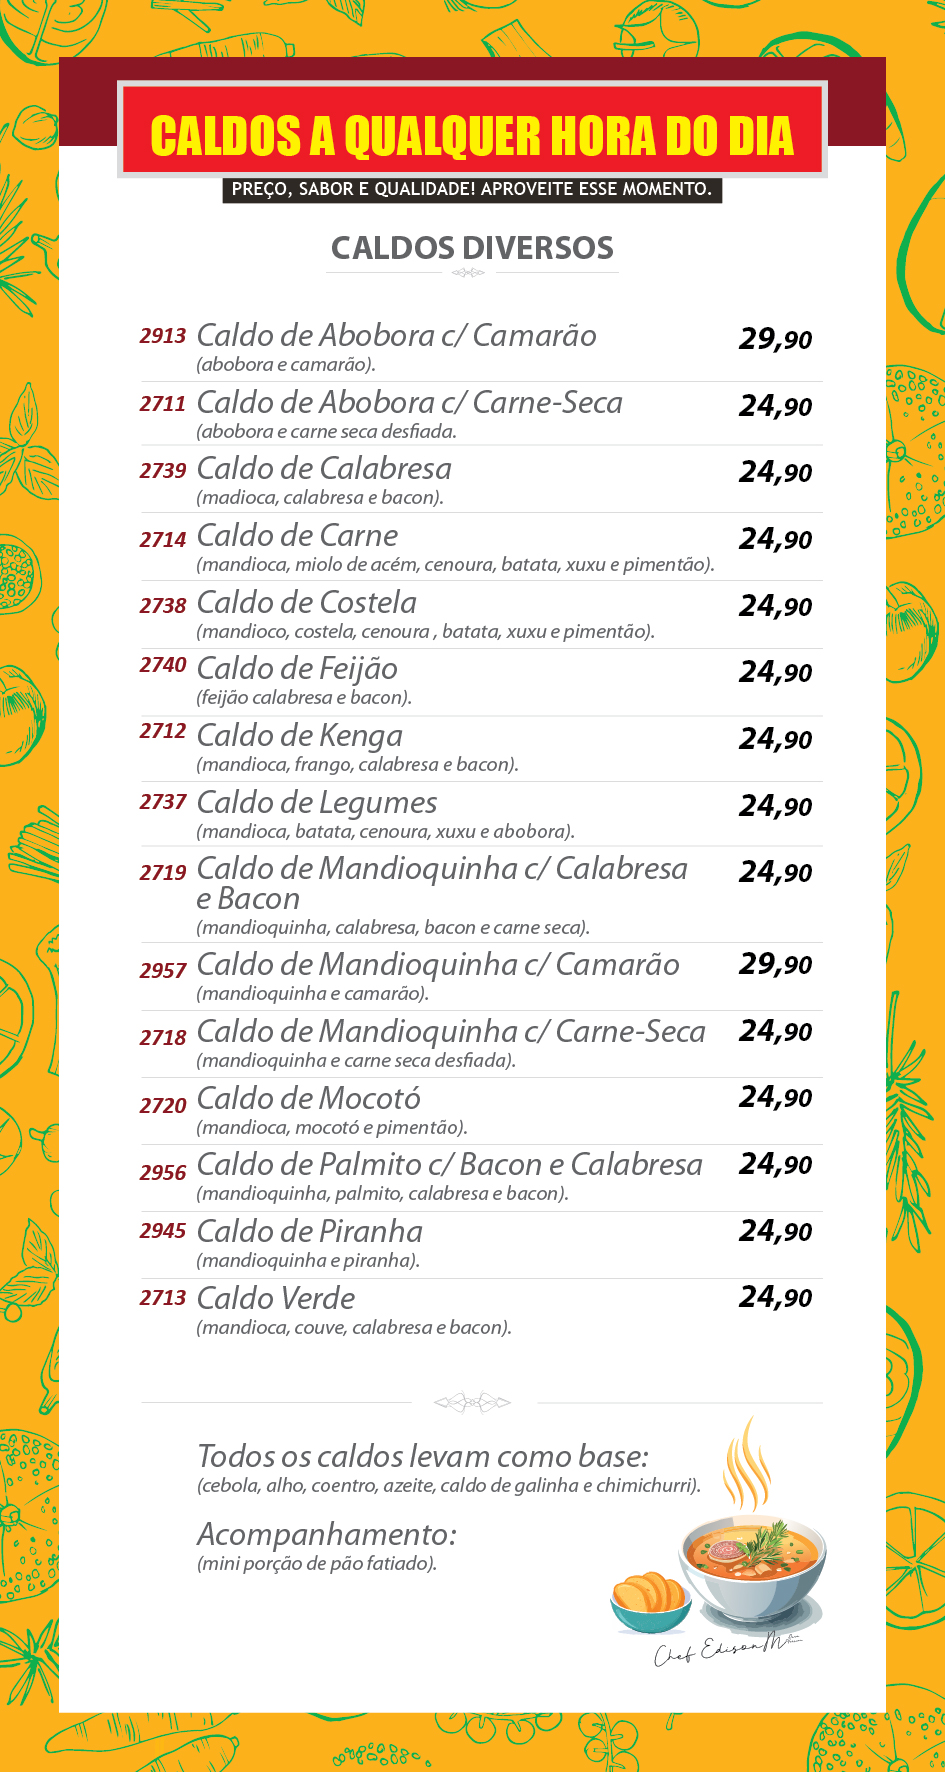 CALDOS A QUALQUER HORA DO DIA
PREÇO, SABOR E QUALIDADE! APROVEITE ESSE MOMENTO.
CALDOS DIVERSOS
2913 Caldo de Abobora c/ Camarão 29,90
(abobora e camarão).
2711 Caldo de Abobora c/ Carne-Seca 24,90
(abobora e carne seca desfiada.
2739 Caldo de Calabresa 24,90
(madioca, calabresa e bacon).
2714 Caldo de Carne 24,90
(mandioca, miolo de acém, cenoura, batata, xuxu e pimentão).
2738 Caldo de Costela 24,90
(mandioco, costela, cenoura , batata, xuxu e pimentão).
2740 Caldo de Feijão 24,90
(feijão calabresa e bacon).
2712 Caldo de Kenga 24,90
(mandioca, frango, calabresa e bacon).
2737 Caldo de Legumes 24,90
(mandioca, batata, cenoura, xuxu e abobora).
2719 Caldo de Mandioquinha c/ Calabresa 24,90
e Bacon
(mandioquinha, calabresa, bacon e carne seca).
2957 Caldo de Mandioquinha c/ Camarão 29,90
(mandioquinha e camarão).
2718 Caldo de Mandioquinha c/ Carne-Seca 24,90
(mandioquinha e carne seca desfiada).
2720 Caldo de Mocotó 24,90
(mandioca, mocotó e pimentão).
2956 Caldo de Palmito c/ Bacon e Calabresa 24,90
(mandioquinha, palmito, calabresa e bacon).
2945 Caldo de Piranha 24,90
(mandioquinha e piranha).
2713 Caldo Verde 24,90
(mandioca, couve, calabresa e bacon).
Todos os caldos levam como base:
(cebola, alho, coentro, azeite, caldo de galinha e chimichurri).
Acompanhamento:
(mini porção de pão fatiado).
Chef Edison M